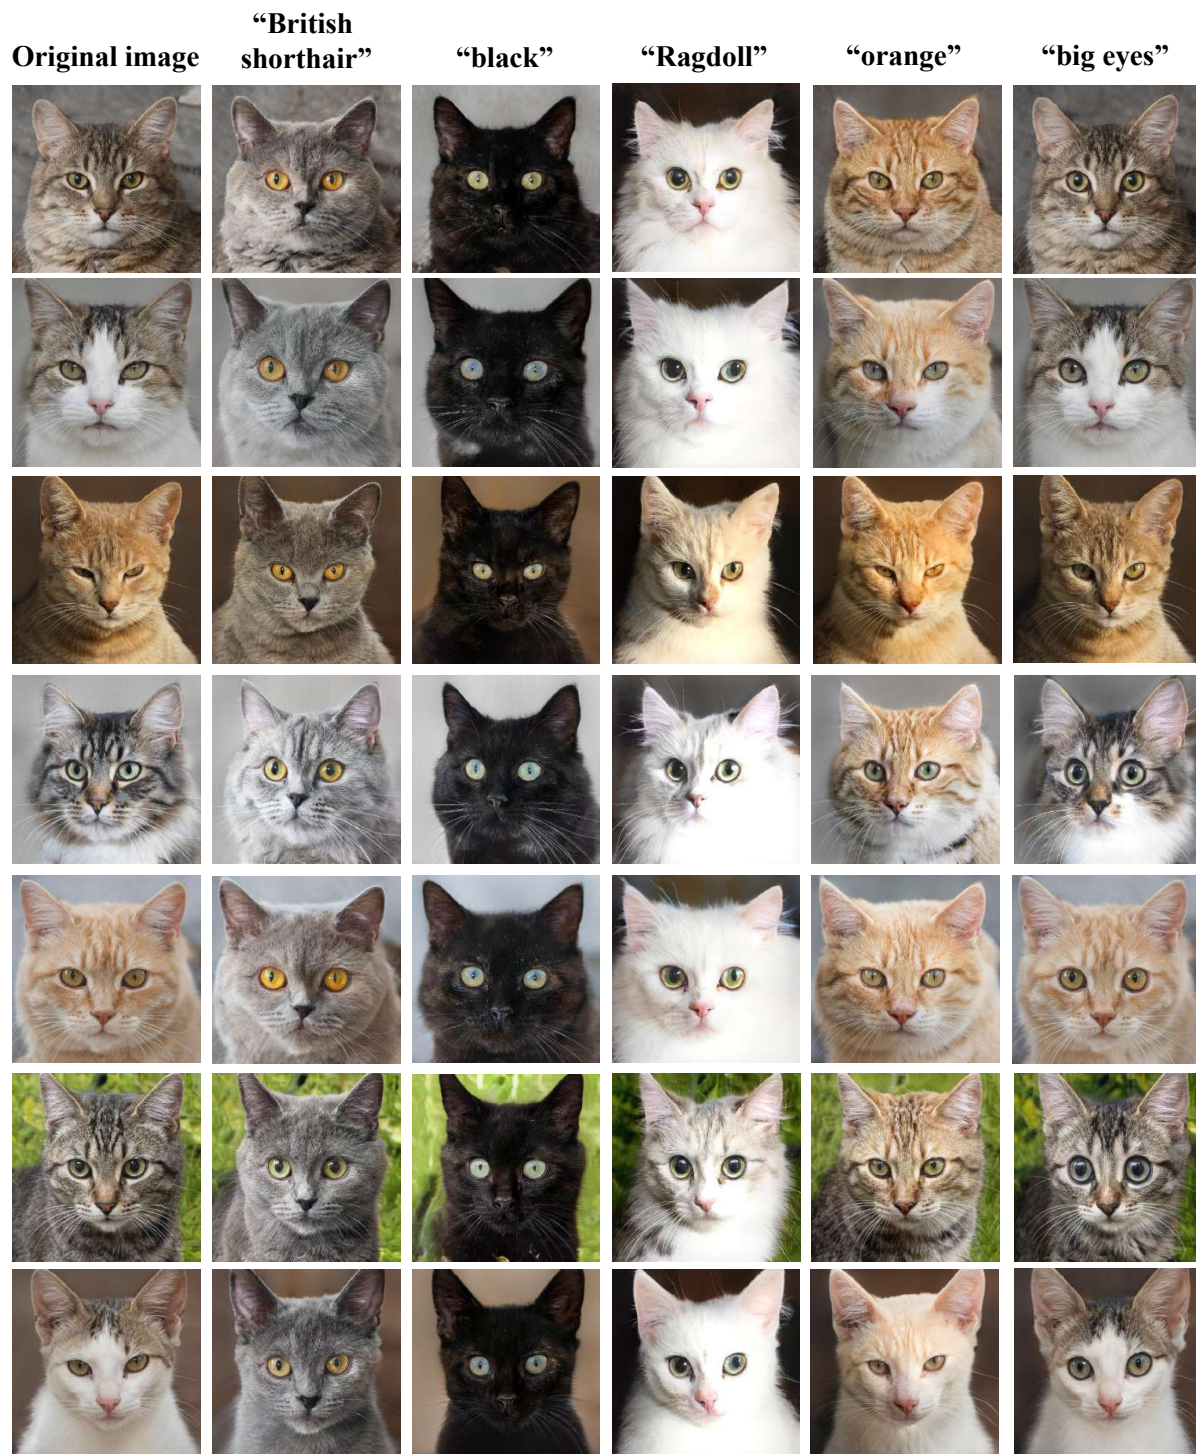 “British
Original image shorthair” “black” “Ragdoll” “orange” “big eyes”